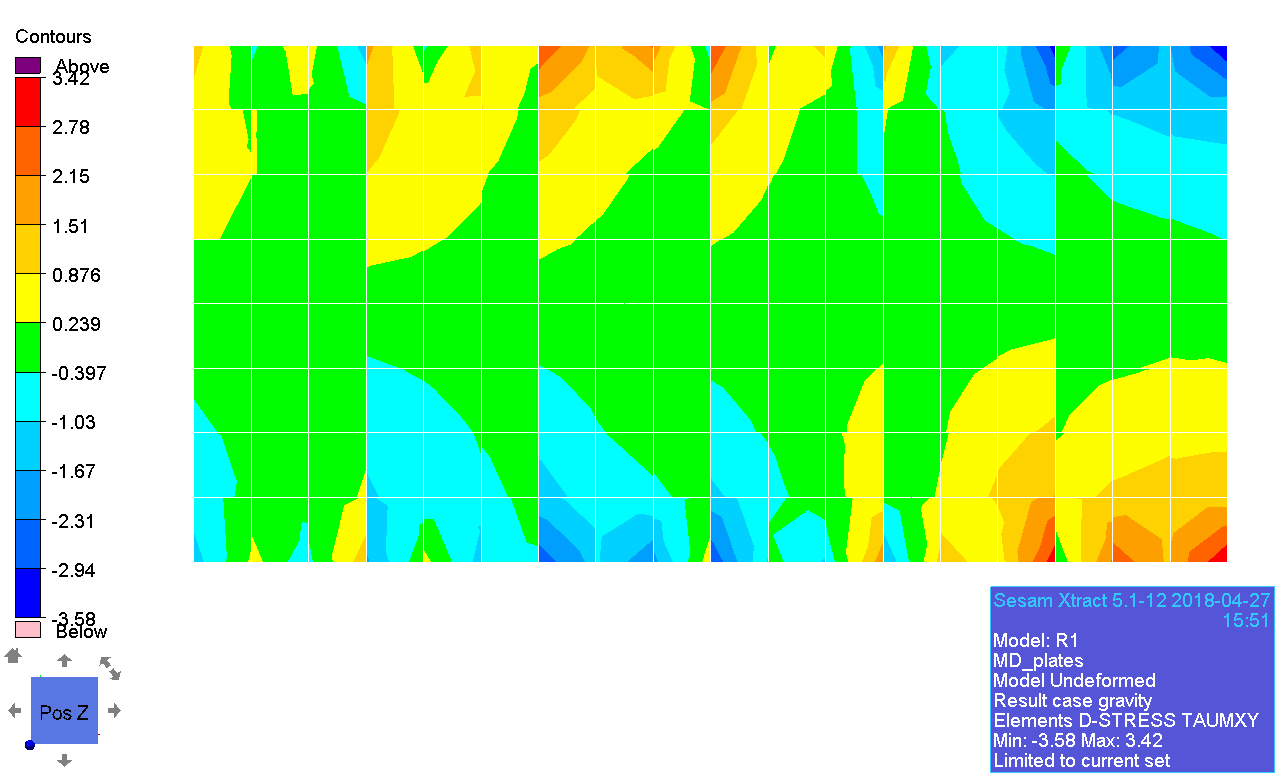 Contours
Above
3.42
2.78
2.15
1.51
0.876
0.239
-0.397
-1.03
-1.67
-2.31
-2.94
-3.58
Below
Pos Z
Sesam Xtract 5.1-12 2018-04-27
15:51
Model: R1
MD_plates
Model Undeformed
Result case gravity
Elements D-STRESS TAUMXY
Min: -3.58 Max: 3.42
Limited to current set